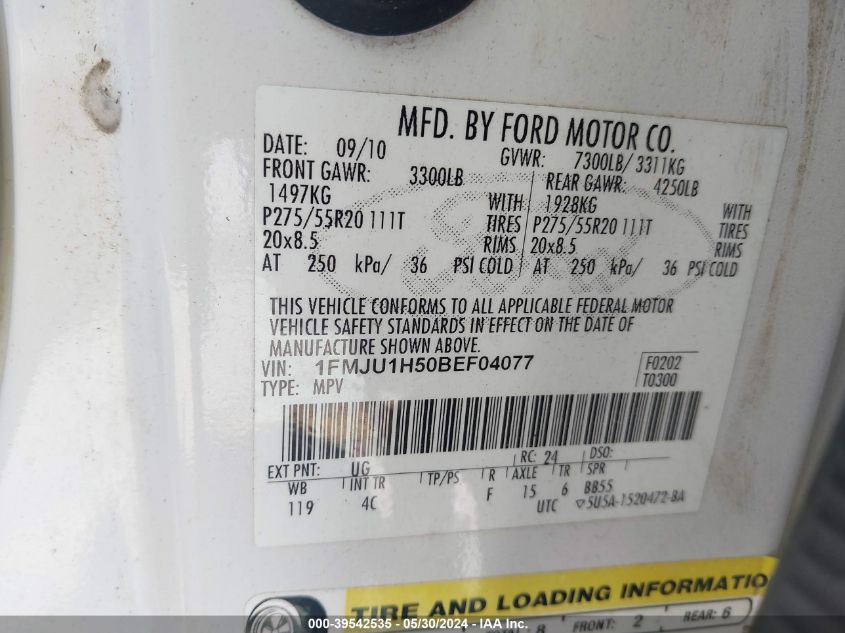 MFD. BY FORD MOTOR CO.
DATE: 09/10 GVWR: 7300LB/ 3311KG
FRONT GAWR: 3300LB REAR GAWR: 4250LB
1497KG WITH 1928KG WITH
P275/55R20 111T TIRES P275/55R20 111T TIRES
20x8.5 RIMS 20x8.5 RIMS
AT 250 kPa/ 36 PSI COLD AT 250 kPa/ 36 PSI COLD
THIS VEHICLE CONFORMS TO ALL APPLICABLE FEDERAL MOTOR
VEHICLE SAFETY STANDARDS IN EFFECT ON THE DATE OF
MANUFACTURE SHOWN ABOVE.
VIN: 1FMJU1H50BEF04077 F0202
TYPE: MPV T0300
EXT PNT: UG RC: 24 DSO:
WB INT TR TP/PS R AXLE TR SPR
119 4C F 15 6 BB55
UTC 5U5A-1520472-BA
TIRE AND LOADING INFORMATIO
8 FRONT: 2 REAR: 6
000-39542535 - 05/30/2024 - IAA Inc.